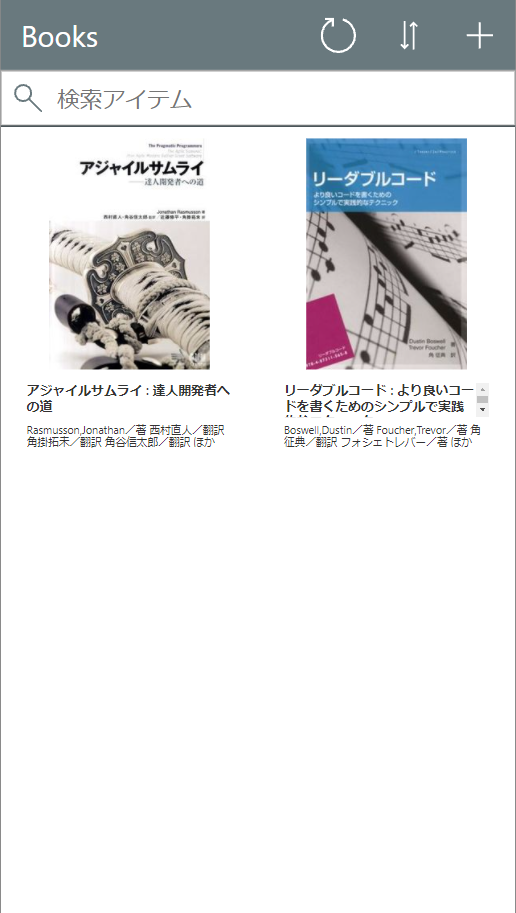 Books
検索アイテム
The Pragmatic Programmers
アジャイルサムライ
——達人開発者への道
Jonathan Rasmusson 著
西村直人・角谷信太郎 監訳 / 近藤修平・角掛拓未 訳
リーダブルコード
より良いコードを書くための
シンプルで実践的なテクニック
Dustin Boswell
Trevor Foucher 著
角 征典 訳
リーダブルコード
アジャイルサムライ : 達人開発者へ
の道
Rasmusson,Jonathan／著 西村直人／翻訳
角掛拓未／翻訳 角谷信太郎／翻訳 ほか
リーダブルコード : より良いコー
ドを書くためのシンプルで実践
Boswell,Dustin／著 Foucher,Trevor／著 角
征典／翻訳 フォシェトレバー／著 ほか